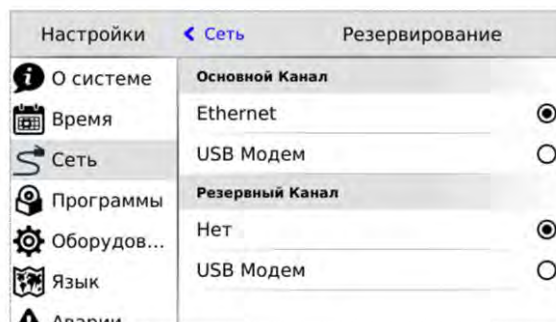 Настройки
Сеть
Резервирование
О системе
Время
Сеть
Программы
Оборудов...
Язык
Аварии
Основной Канал
Ethernet
USB Модем
Резервный Канал
Нет
USB Модем